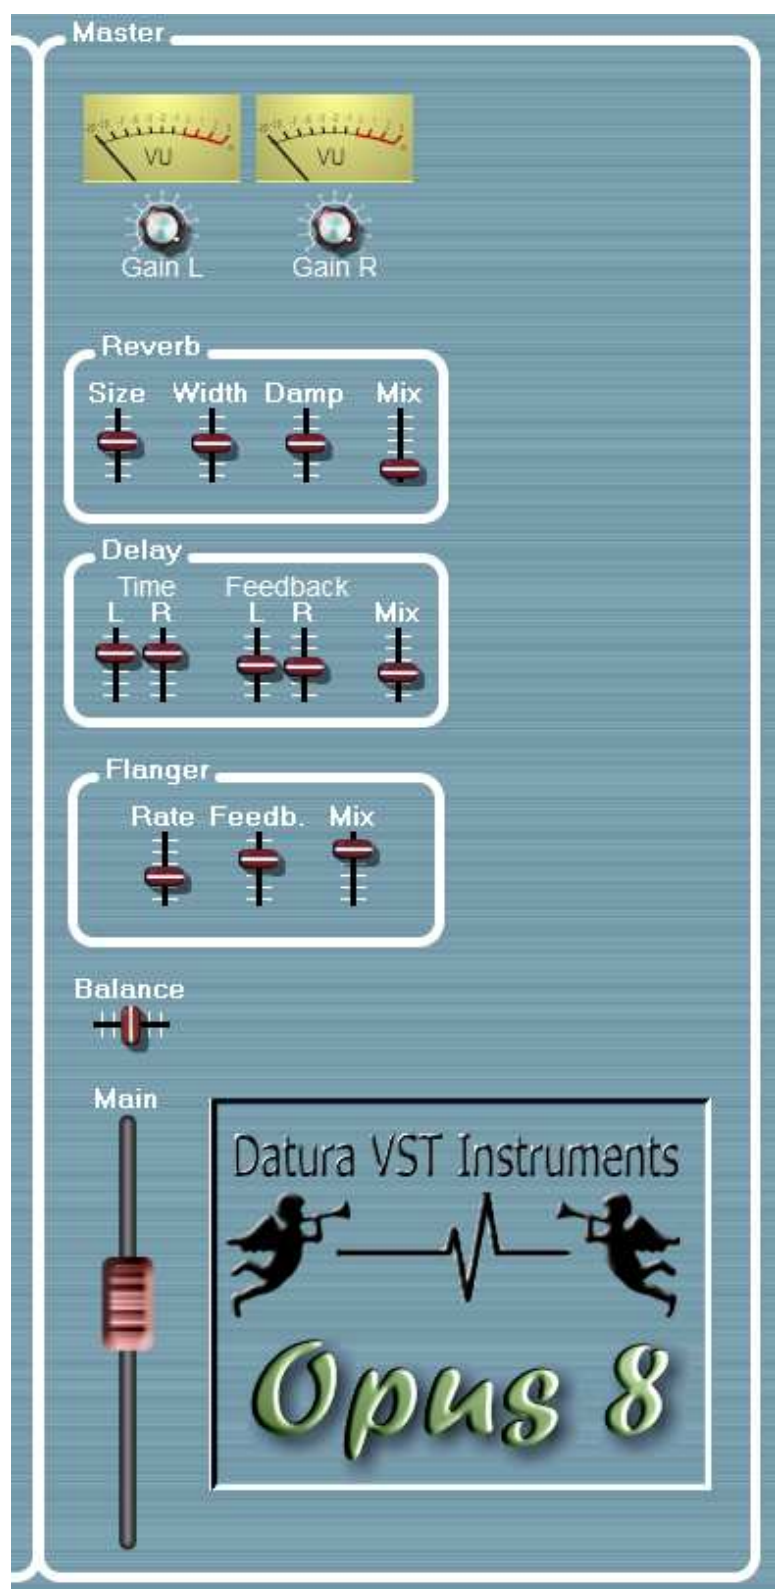 Master
VU VU
Gain L Gain R
Reverb
Size Width Damp Mix
Delay
Time Feedback
L R L R Mix
Flanger
Rate Feedb. Mix
Balance
Main
Datura VST Instruments
Opus 8